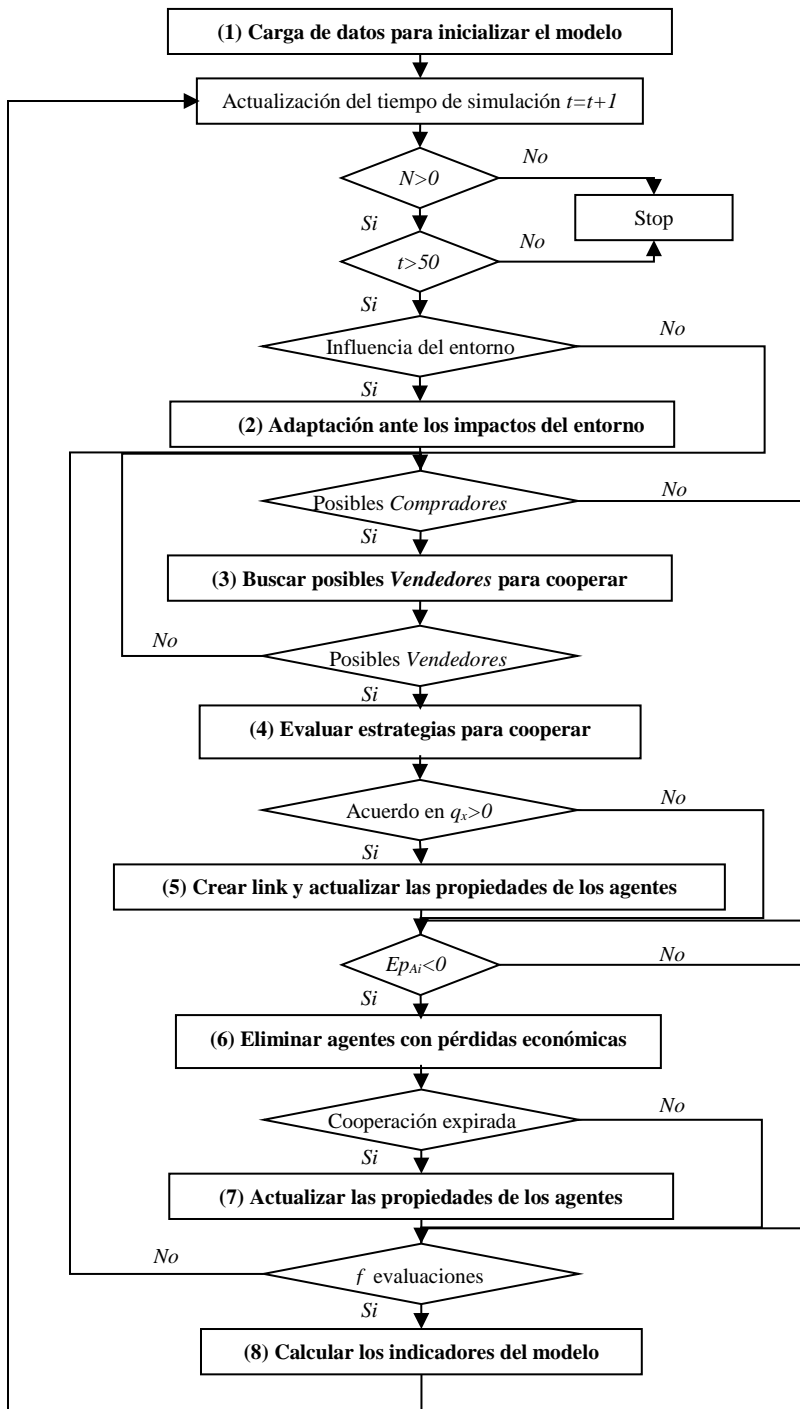 (1) Carga de datos para inicializar el modelo
Actualización del tiempo de simulación t=t+1
No
N>0
Stop
Si
No
t>50
Si
No
Influencia del entorno
Si
(2) Adaptación ante los impactos del entorno
No
Posibles Compradores
Si
(3) Buscar posibles Vendedores para cooperar
No
Posibles Vendedores
Si
(4) Evaluar estrategias para cooperar
No
Acuerdo en qx>0
Si
(5) Crear link y actualizar las propiedades de los agentes
No
EpAi<0
Si
(6) Eliminar agentes con pérdidas económicas
No
Cooperación expirada
Si
(7) Actualizar las propiedades de los agentes
No
f evaluaciones
Si
(8) Calcular los indicadores del modelo